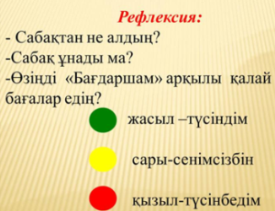 Рефлексия:
- Сабақтан не алдың?
-Сабақ ұнады ма?
-Өзіңді «Бағдаршам» арқылы қалай
бағалар едің?
жасыл –түсіндім
сары-сенімсізбін
қызыл-түсінбедім